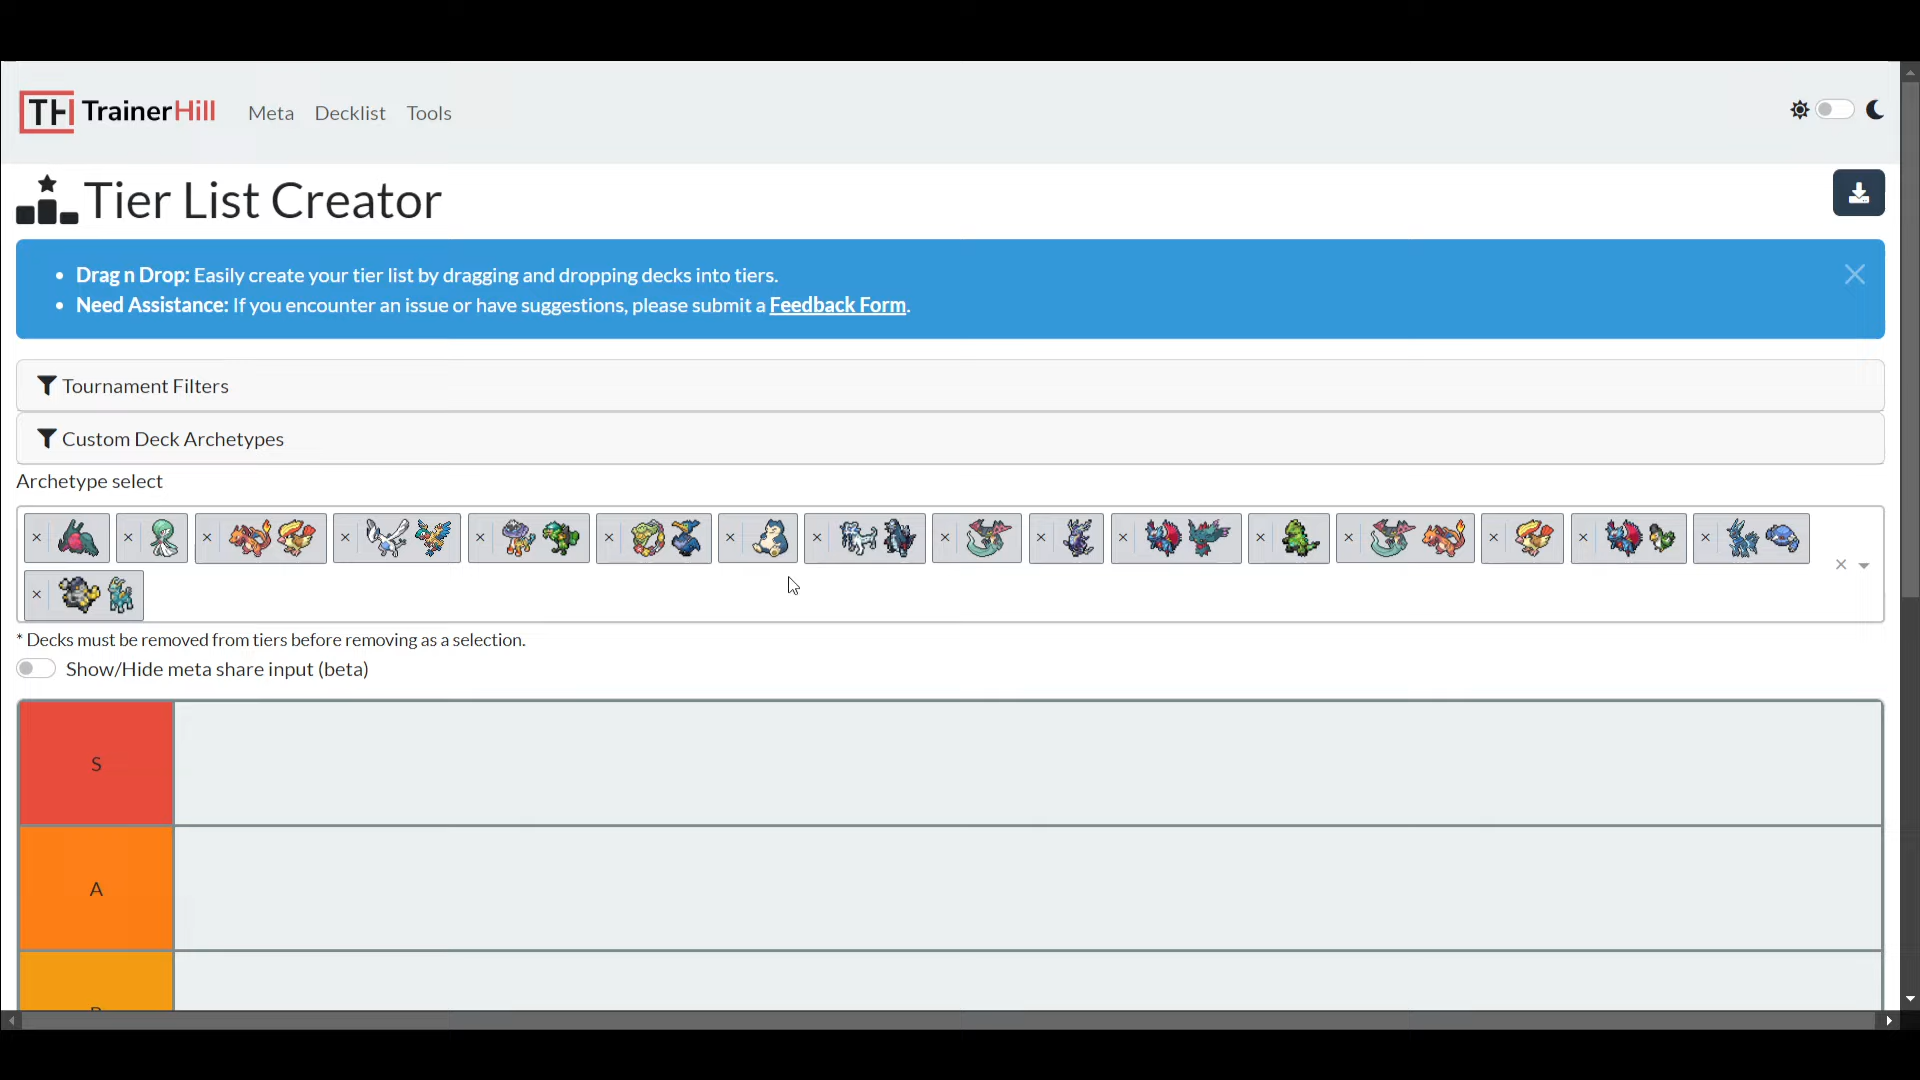 TH TrainerHill Meta Decklist Tools
Tier List Creator
• Drag n Drop: Easily create your tier list by dragging and dropping decks into tiers.
• Need Assistance: If you encounter an issue or have suggestions, please submit a Feedback Form.
Tournament Filters
Custom Deck Archetypes
Archetype select
* Decks must be removed from tiers before removing as a selection.
Show/Hide meta share input (beta)
S
A